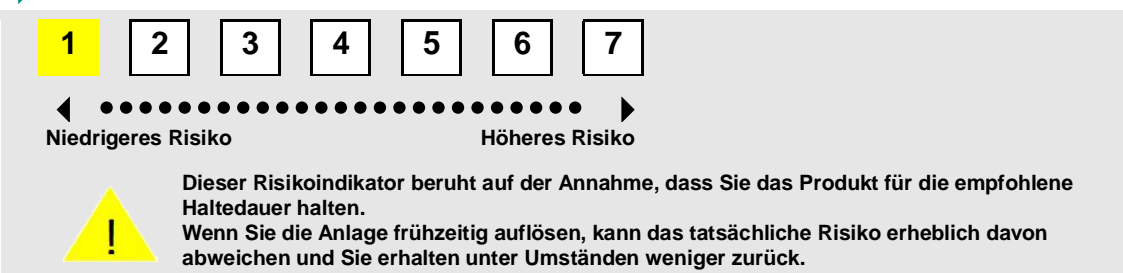 1 2 3 4 5 6 7
Niedrigeres Risiko Höheres Risiko
Dieser Risikoindikator beruht auf der Annahme, dass Sie das Produkt für die empfohlene
Haltedauer halten.
!
Wenn Sie die Anlage frühzeitig auflösen, kann das tatsächliche Risiko erheblich davon
abweichen und Sie erhalten unter Umständen weniger zurück.